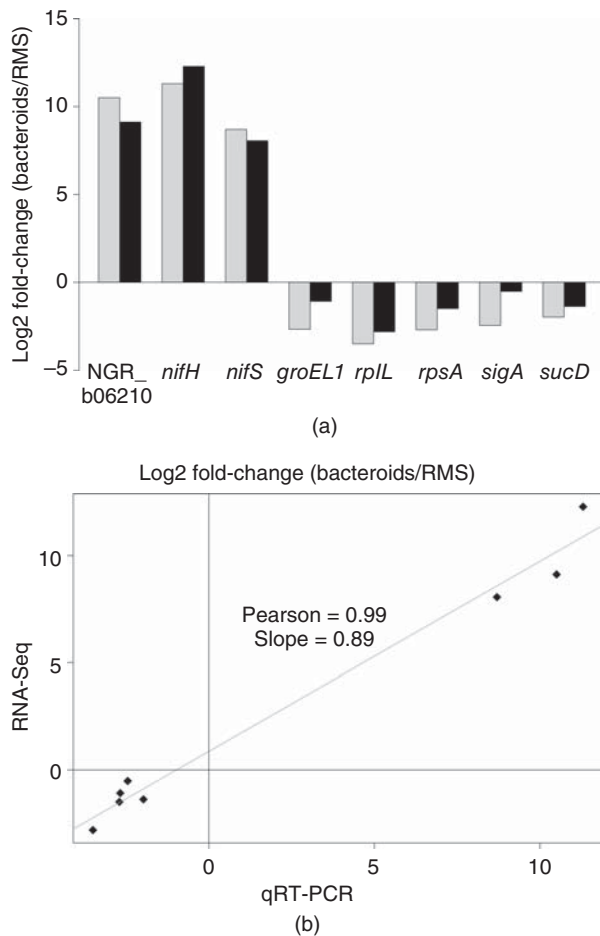 15
10
5
0
–5
Log2 fold-change (bacteroids/RMS)
NGR_
b06210
nifH
nifS
groEL1
rplL
rpsA
sigA
sucD
(a)
Log2 fold-change (bacteroids/RMS)
10
5
0
RNA-Seq
Pearson = 0.99
Slope = 0.89
0
5
10
qRT-PCR
(b)